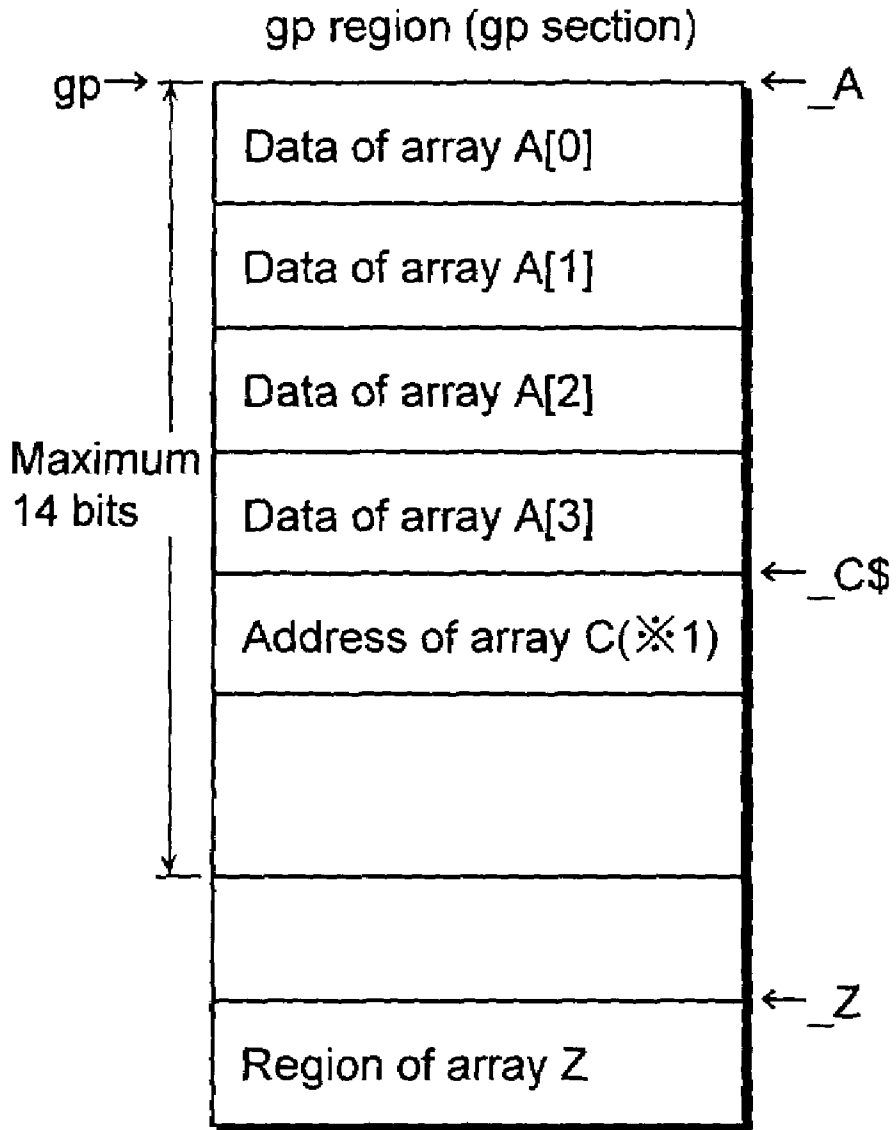 gp region (gp section)
gp→
←_A
Data of array A[0]
Data of array A[1]
Data of array A[2]
Maximum
14 bits
Data of array A[3]
←_C$
Address of array C(※1)
←_Z
Region of array Z